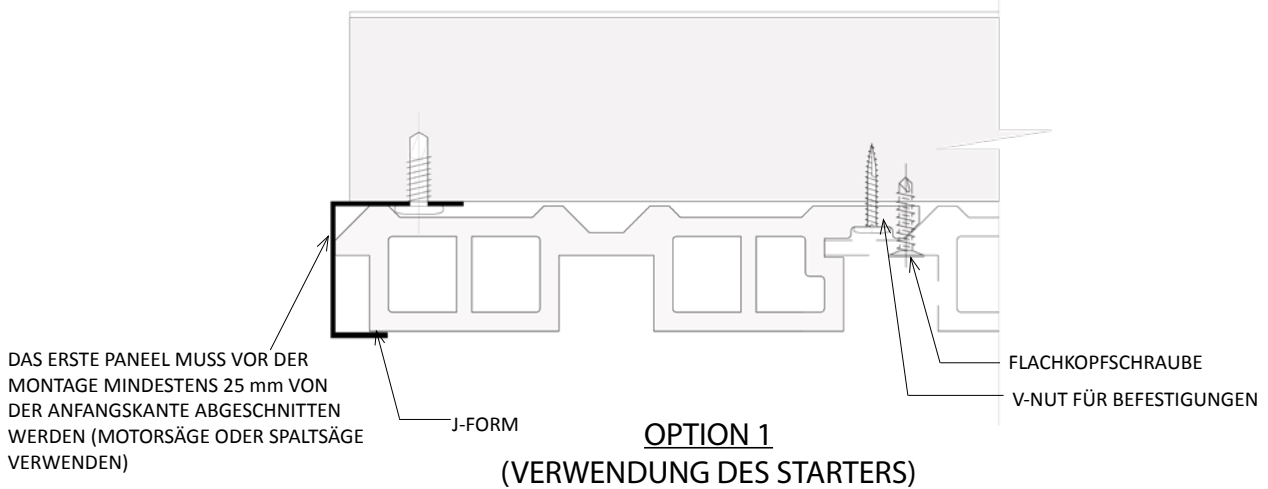 DAS ERSTE PANEEL MUSS VOR DER
MONTAGE MINDESTENS 25 mm VON
DER ANFANGSKANTE ABGESCHNITTEN
WERDEN (MOTORSÄGE ODER SPALTSÄGE
VERWENDEN)
J-FORM
FLACHKOPFSCHRAUBE
V-NUT FÜR BEFESTIGUNGEN
OPTION 1
(VERWENDUNG DES STARTERS)